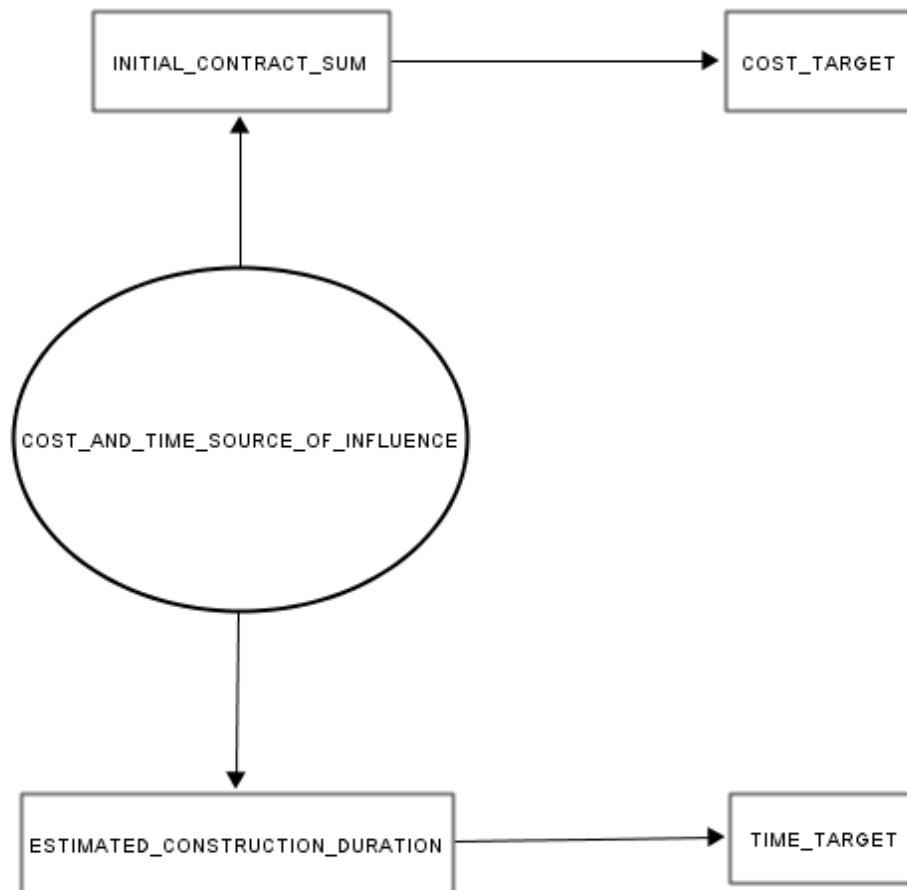 INITIAL_CONTRACT_SUM
COST_TARGET
COST_AND_TIME_SOURCE_OF_INFLUENCE
ESTIMATED_CONSTRUCTION_DURATION
TIME_TARGET